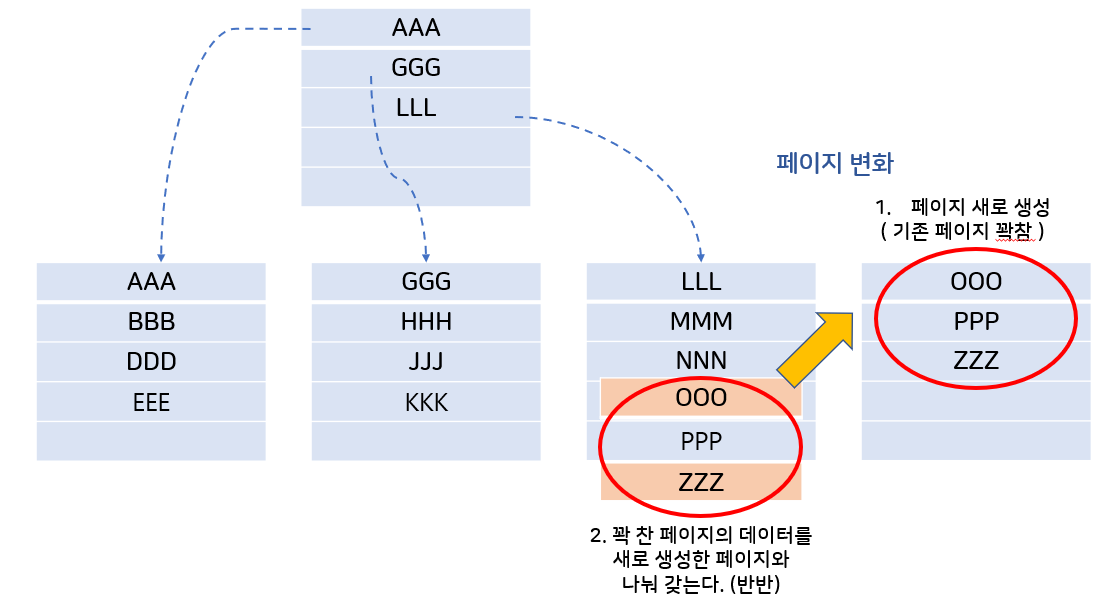 AAA
GGG
LLL
페이지 변화
1. 페이지 새로 생성
( 기존 페이지 꽉참 )
AAA
BBB
DDD
EEE
GGG
HHH
JJJ
KKK
LLL
MMM
NNN
OOO
PPP
ZZZ
OOO
PPP
ZZZ
2. 꽉 찬 페이지의 데이터를
새로 생성한 페이지와
나눠 갖는다. (반반)